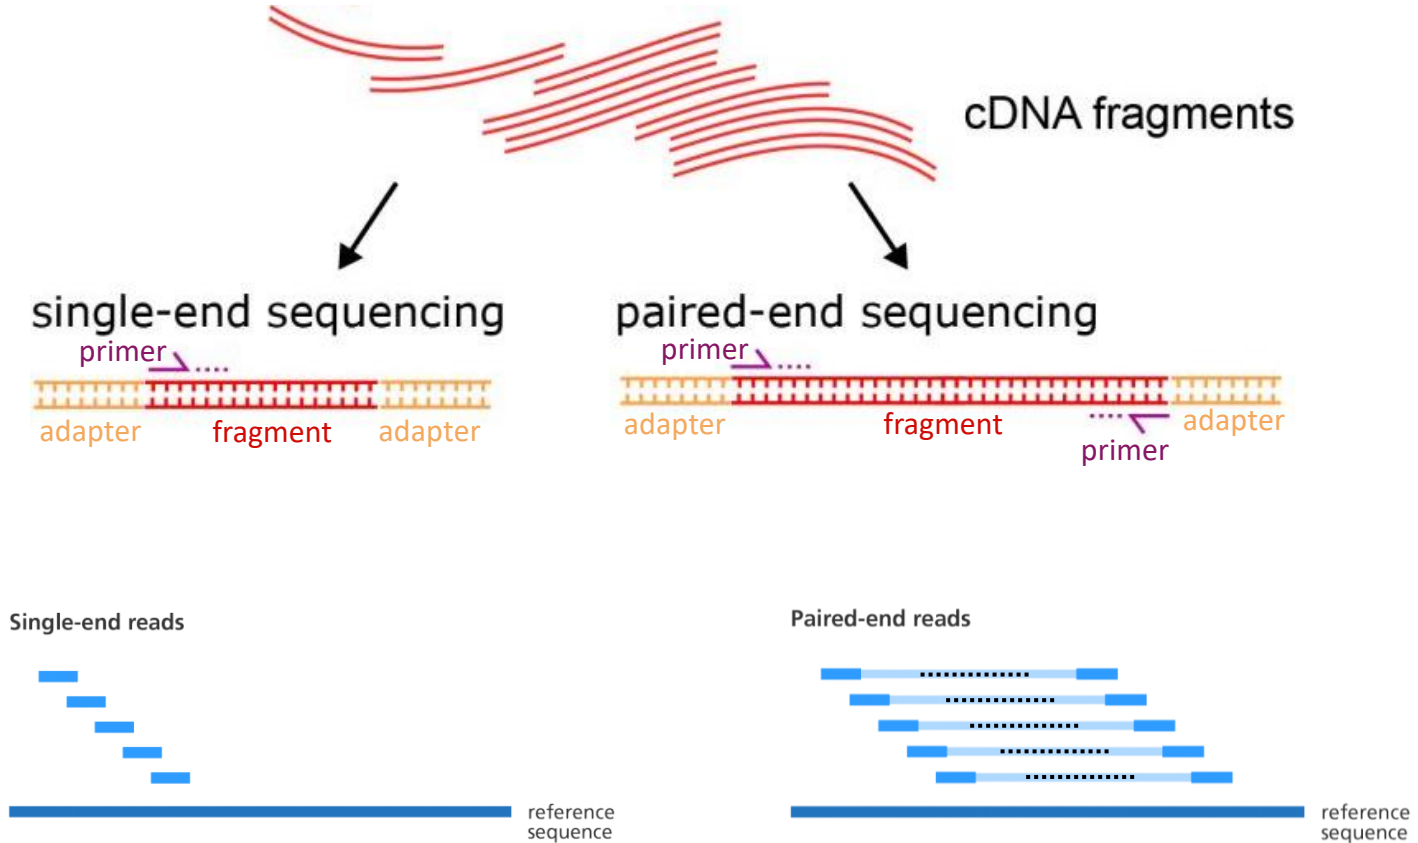 cDNA fragments
single-end sequencing
paired-end sequencing
primer
adapter
fragment
adapter
primer
adapter
fragment
adapter
primer
Single-end reads
reference
sequence
Paired-end reads
reference
sequence